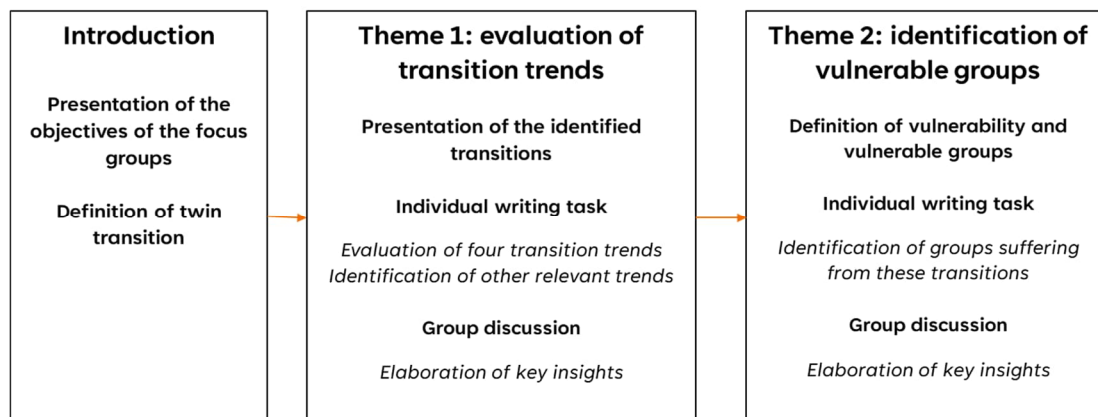 Introduction
Presentation of the
objectives of the focus
groups
Definition of twin
transition
Theme 1: evaluation of
transition trends
Presentation of the identified
transitions
Individual writing task
Evaluation of four transition trends
Identification of other relevant trends
Group discussion
Elaboration of key insights
Theme 2: identification of
vulnerable groups
Definition of vulnerability and
vulnerable groups
Individual writing task
Identification of groups suffering
from these transitions
Group discussion
Elaboration of key insights